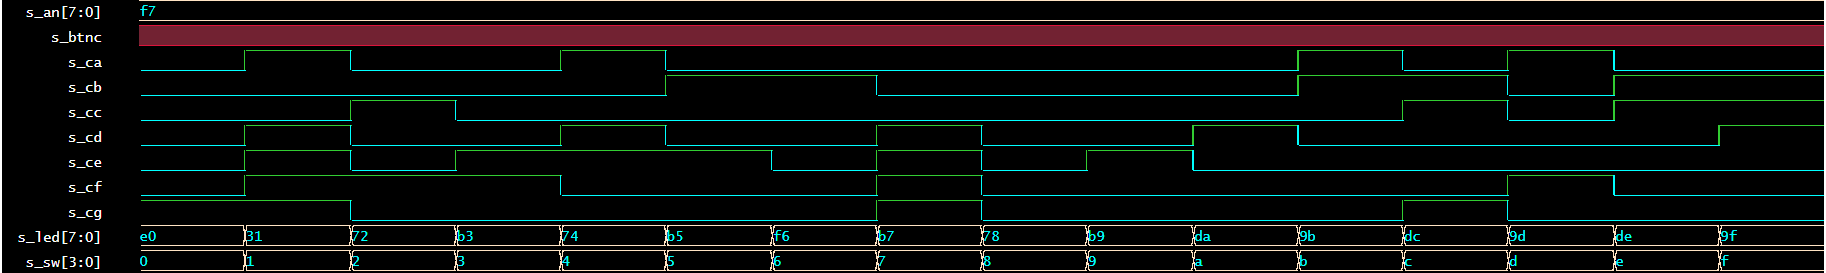 s_an[7:0] f7
s_btnc
s_ca
s_cb
s_cc
s_cd
s_ce
s_cf
s_cg
s_led[7:0] e0 31 72 b3 74 b5 f6 b7 78 b9 da 9b dc 9d de 9f
s_sw[3:0] 0 1 2 3 4 5 6 7 8 9 a b c d e f